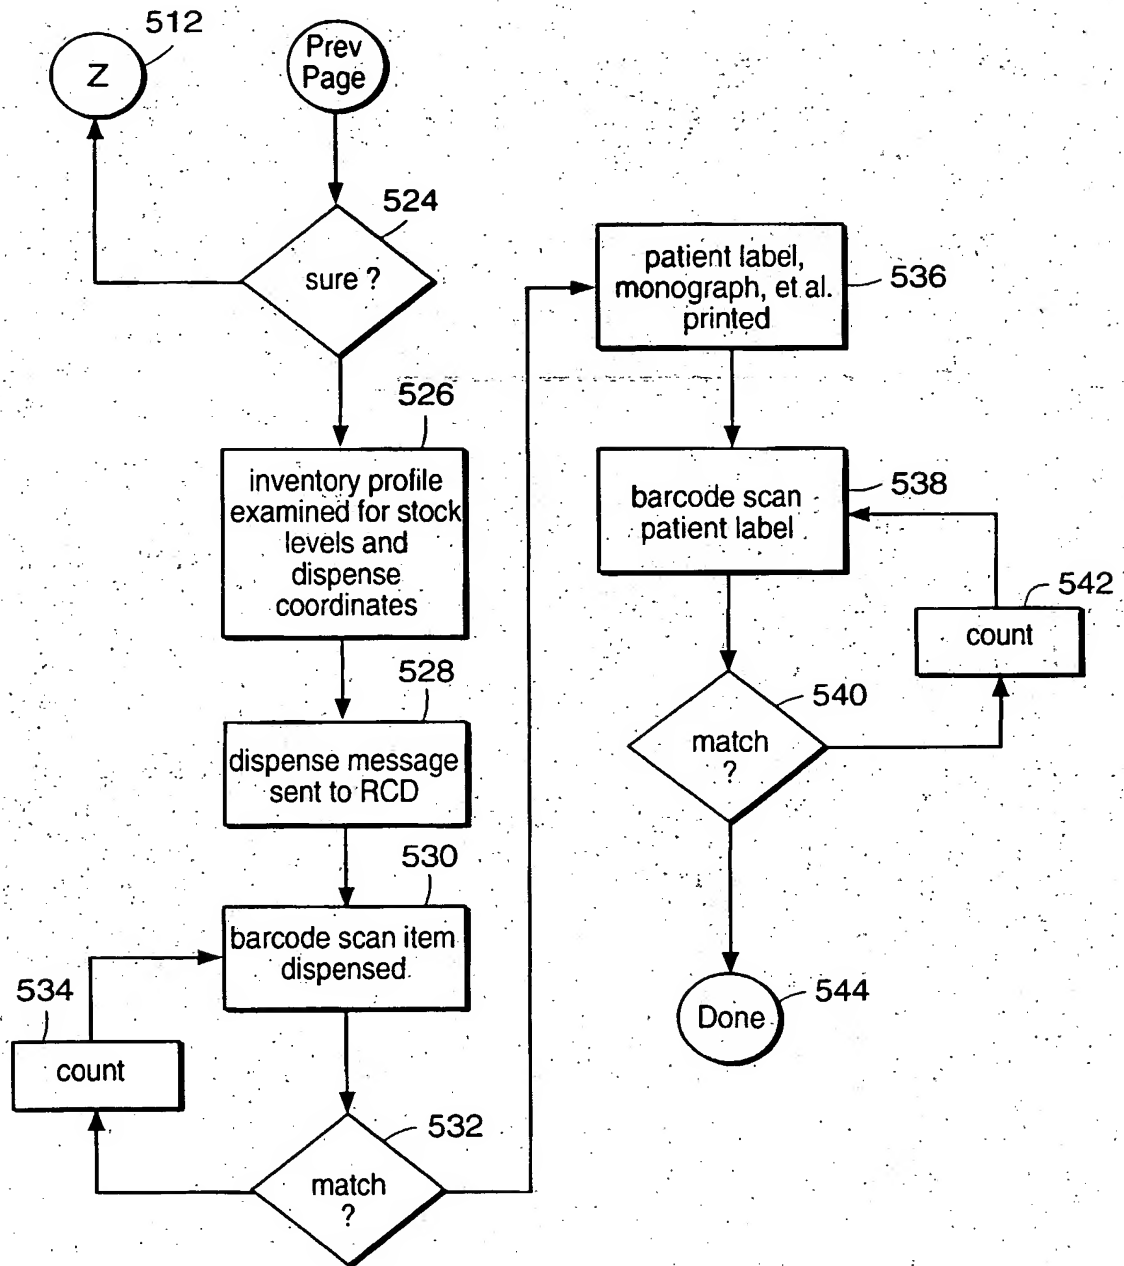 512
Z
Prev
Page
524
sure ?
526
inventory profile
examined for stock
levels and
dispense
coordinates
528
dispense message
sent to RCD
530
barcode scan item
dispensed
534
count
532
match
?
patient label,
monograph, et al.
printed
536
barcode scan
patient label
538
542
count
540
match
?
Done
544